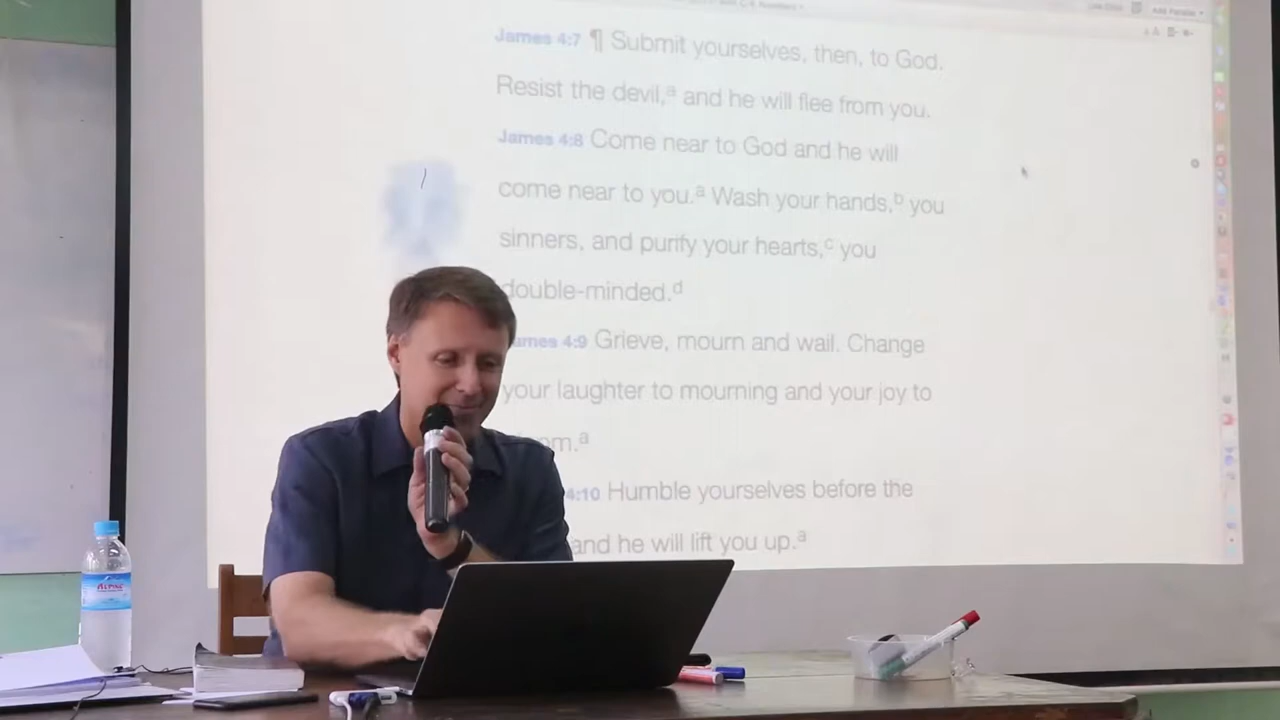 Add Parallel
James 4:7 ¶ Submit yourselves, then, to God.
Resist the devil,a and he will flee from you.
James 4:8 Come near to God and he will
come near to you.a Wash your hands,b you
sinners, and purify your hearts,c you
double-minded.d
ames 4:9 Grieve, mourn and wail. Change
your laughter to mourning and your joy to
om.a
4:10 Humble yourselves before the
and he will lift you up.a